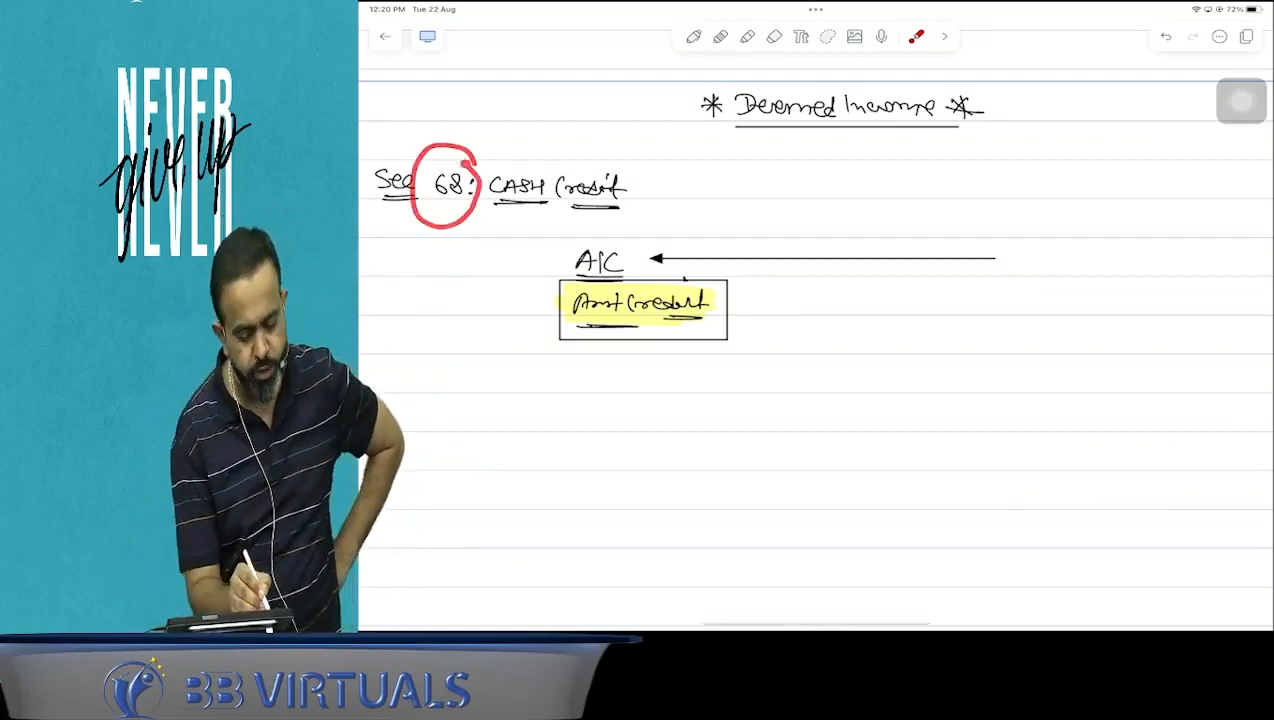 12:20 PM Tue 22 Aug
72%
NEVER
give up
NEVER
* Deemed Income *
Sec 68: CASH Credit
A/C
Amt Credit
BB VIRTUALS